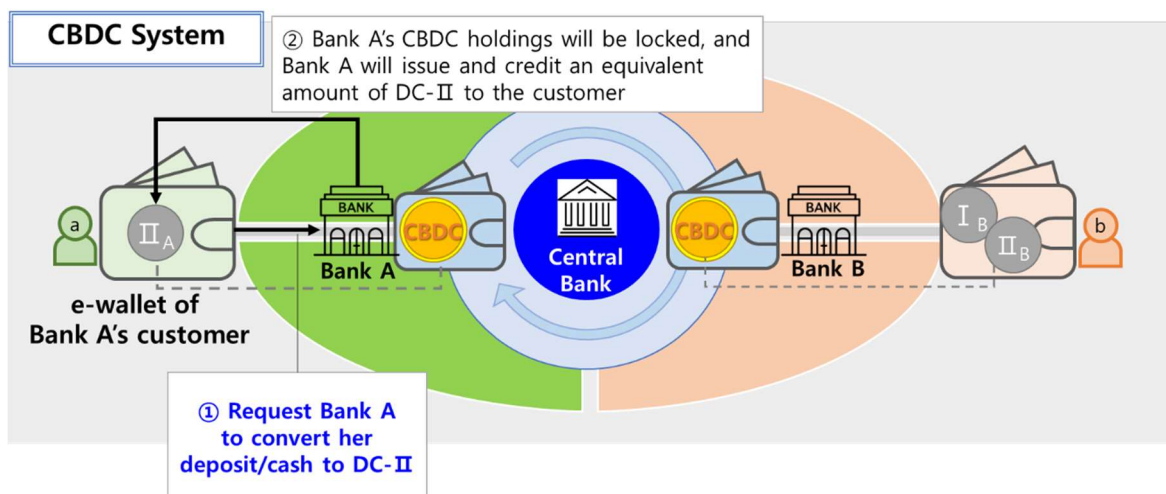 CBDC System
② Bank A's CBDC holdings will be locked, and
Bank A will issue and credit an equivalent
amount of DC-Ⅱ to the customer
a
ⅡA
BANK
Bank A
CBDC
Central
Bank
CBDC
BANK
Bank B
ⅠB
ⅡB
b
e-wallet of
Bank A's customer
① Request Bank A
to convert her
deposit/cash to DC-Ⅱ